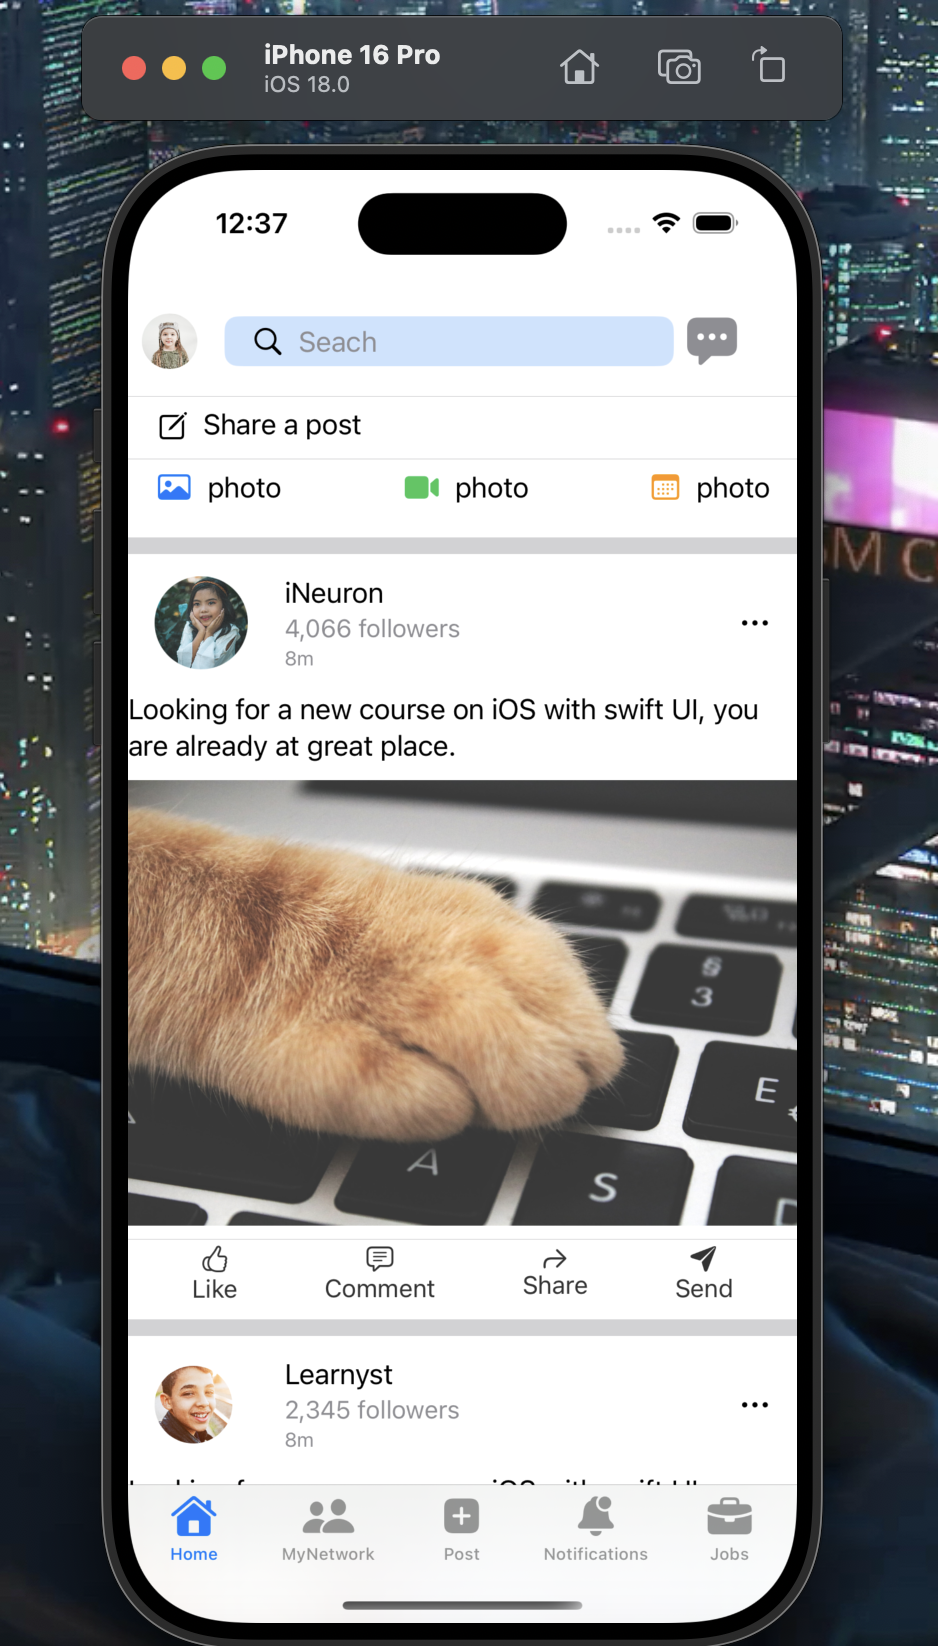 iPhone 16 Pro
iOS 18.0
12:37
Seach
Share a post
photo photo photo
iNeuron
4,066 followers
8m
Looking for a new course on iOS with swift UI, you
are already at great place.
3
E
A
S
Like Comment Share Send
Learnyst
2,345 followers
8m
Home MyNetwork Post Notifications Jobs